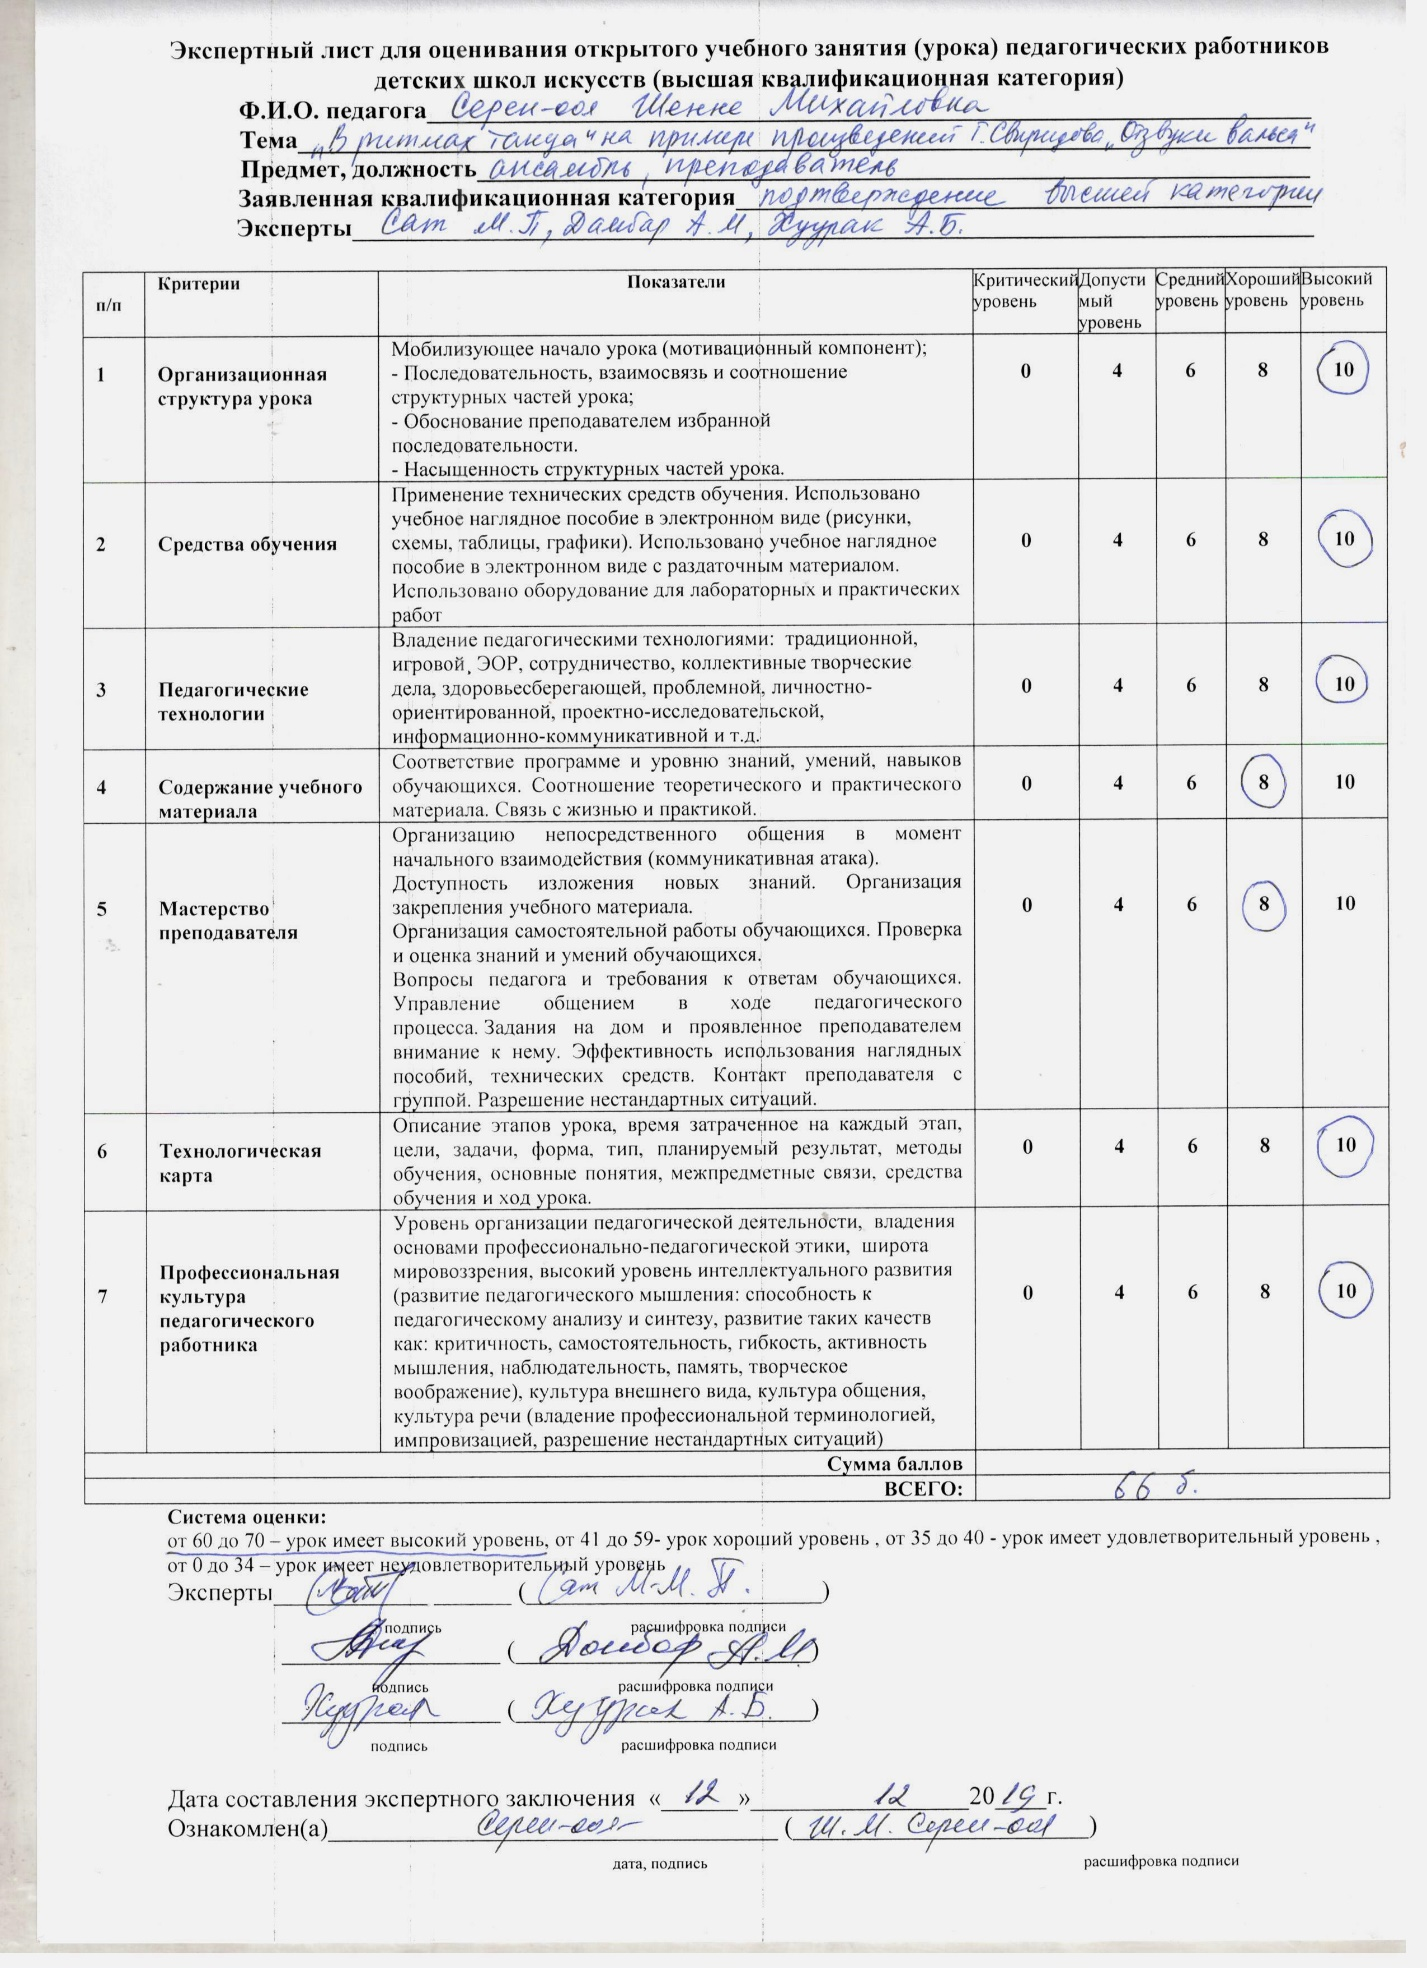 Экспертный лист для оценивания открытого учебного занятия (урока) педагогических работников
детских школ искусств (высшая квалификационная категория)
Ф.И.О. педагога Серен-оол Шенне Михайловна
Тема „В ритмах танца“ на примере произведений Г. Свиридова „Отзвуки вальса“
Предмет, должность ансамбль, преподаватель
Заявленная квалификационная категория подтверждение высшей категории
Эксперты Сат М.П, Домбар А.М, Хуурак А.Б.
п/п Критерии Показатели Критический уровень Допусти мый уровень Средний уровень Хороший уровень Высокий уровень
1 Организационная структура урока
Мобилизующее начало урока (мотивационный компонент);
- Последовательность, взаимосвязь и соотношение
структурных частей урока;
- Обоснование преподавателем избранной
последовательности.
- Насыщенность структурных частей урока.
0 4 6 8 10
2 Средства обучения
Применение технических средств обучения. Использовано
учебное наглядное пособие в электронном виде (рисунки,
схемы, таблицы, графики). Использовано учебное наглядное
пособие в электронном виде с раздаточным материалом.
Использовано оборудование для лабораторных и практических
работ
0 4 6 8 10
3 Педагогические технологии
Владение педагогическими технологиями: традиционной,
игровой, ЭОР, сотрудничество, коллективные творческие
дела, здоровьесберегающей, проблемной, личностно-
ориентированной, проектно-исследовательской,
информационно-коммуникативной и т.д.
0 4 6 8 10
4 Содержание учебного материала
Соответствие программе и уровню знаний, умений, навыков
обучающихся. Соотношение теоретического и практического
материала. Связь с жизнью и практикой.
0 4 6 8 10
5 Мастерство преподавателя
Организацию непосредственного общения в момент
начального взаимодействия (коммуникативная атака).
Доступность изложения новых знаний. Организация
закрепления учебного материала.
Организация самостоятельной работы обучающихся. Проверка
и оценка знаний и умений обучающихся.
Вопросы педагога и требования к ответам обучающихся.
Управление общением в ходе педагогического
процесса. Задания на дом и проявленное преподавателем
внимание к нему. Эффективность использования наглядных
пособий, технических средств. Контакт преподавателя с
группой. Разрешение нестандартных ситуаций.
0 4 6 8 10
6 Технологическая карта
Описание этапов урока, время затраченное на каждый этап,
цели, задачи, форма, тип, планируемый результат, методы
обучения, основные понятия, межпредметные связи, средства
обучения и ход урока.
0 4 6 8 10
7 Профессиональная культура педагогического работника
Уровень организации педагогической деятельности, владения
основами профессионально-педагогической этики, широта
мировоззрения, высокий уровень интеллектуального развития
(развитие педагогического мышления: способность к
педагогическому анализу и синтезу, развитие таких качеств
как: критичность, самостоятельность, гибкость, активность
мышления, наблюдательность, память, творческое
воображение), культура внешнего вида, культура общения,
культура речи (владение профессиональной терминологией,
импровизацией, разрешение нестандартных ситуаций)
0 4 6 8 10
Сумма баллов
ВСЕГО: 66 б.
Система оценки:
от 60 до 70 – урок имеет высокий уровень, от 41 до 59- урок хороший уровень , от 35 до 40 - урок имеет удовлетворительный уровень ,
от 0 до 34 – урок имеет неудовлетворительный уровень
Эксперты (Сат М-М. П.)
подпись расшифровка подписи
(Домбар А.М)
подпись расшифровка подписи
Хуурак (Хуурак А.Б.)
подпись расшифровка подписи
Дата составления экспертного заключения «12» 12 2019 г.
Ознакомлен(а) Серен-оол (Ш. М. Серен-оол)
дата, подпись расшифровка подписи